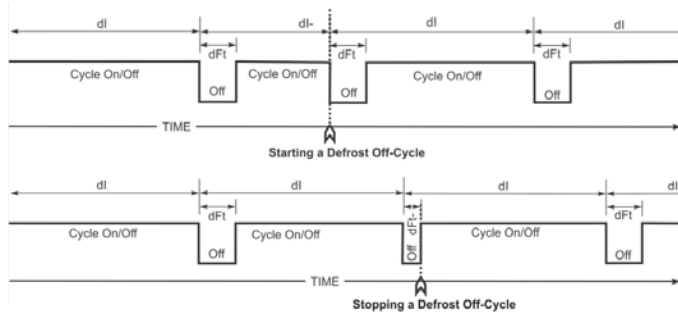 dI dI- dI dI
dFt dFt dFt
Cycle On/Off Cycle On/Off Cycle On/Off
Off Off Off
TIME
Starting a Defrost Off-Cycle
dI dI dI dI
dFt dFt- dFt
Cycle On/Off Cycle On/Off Cycle On/Off
Off Off Off
TIME
Stopping a Defrost Off-Cycle